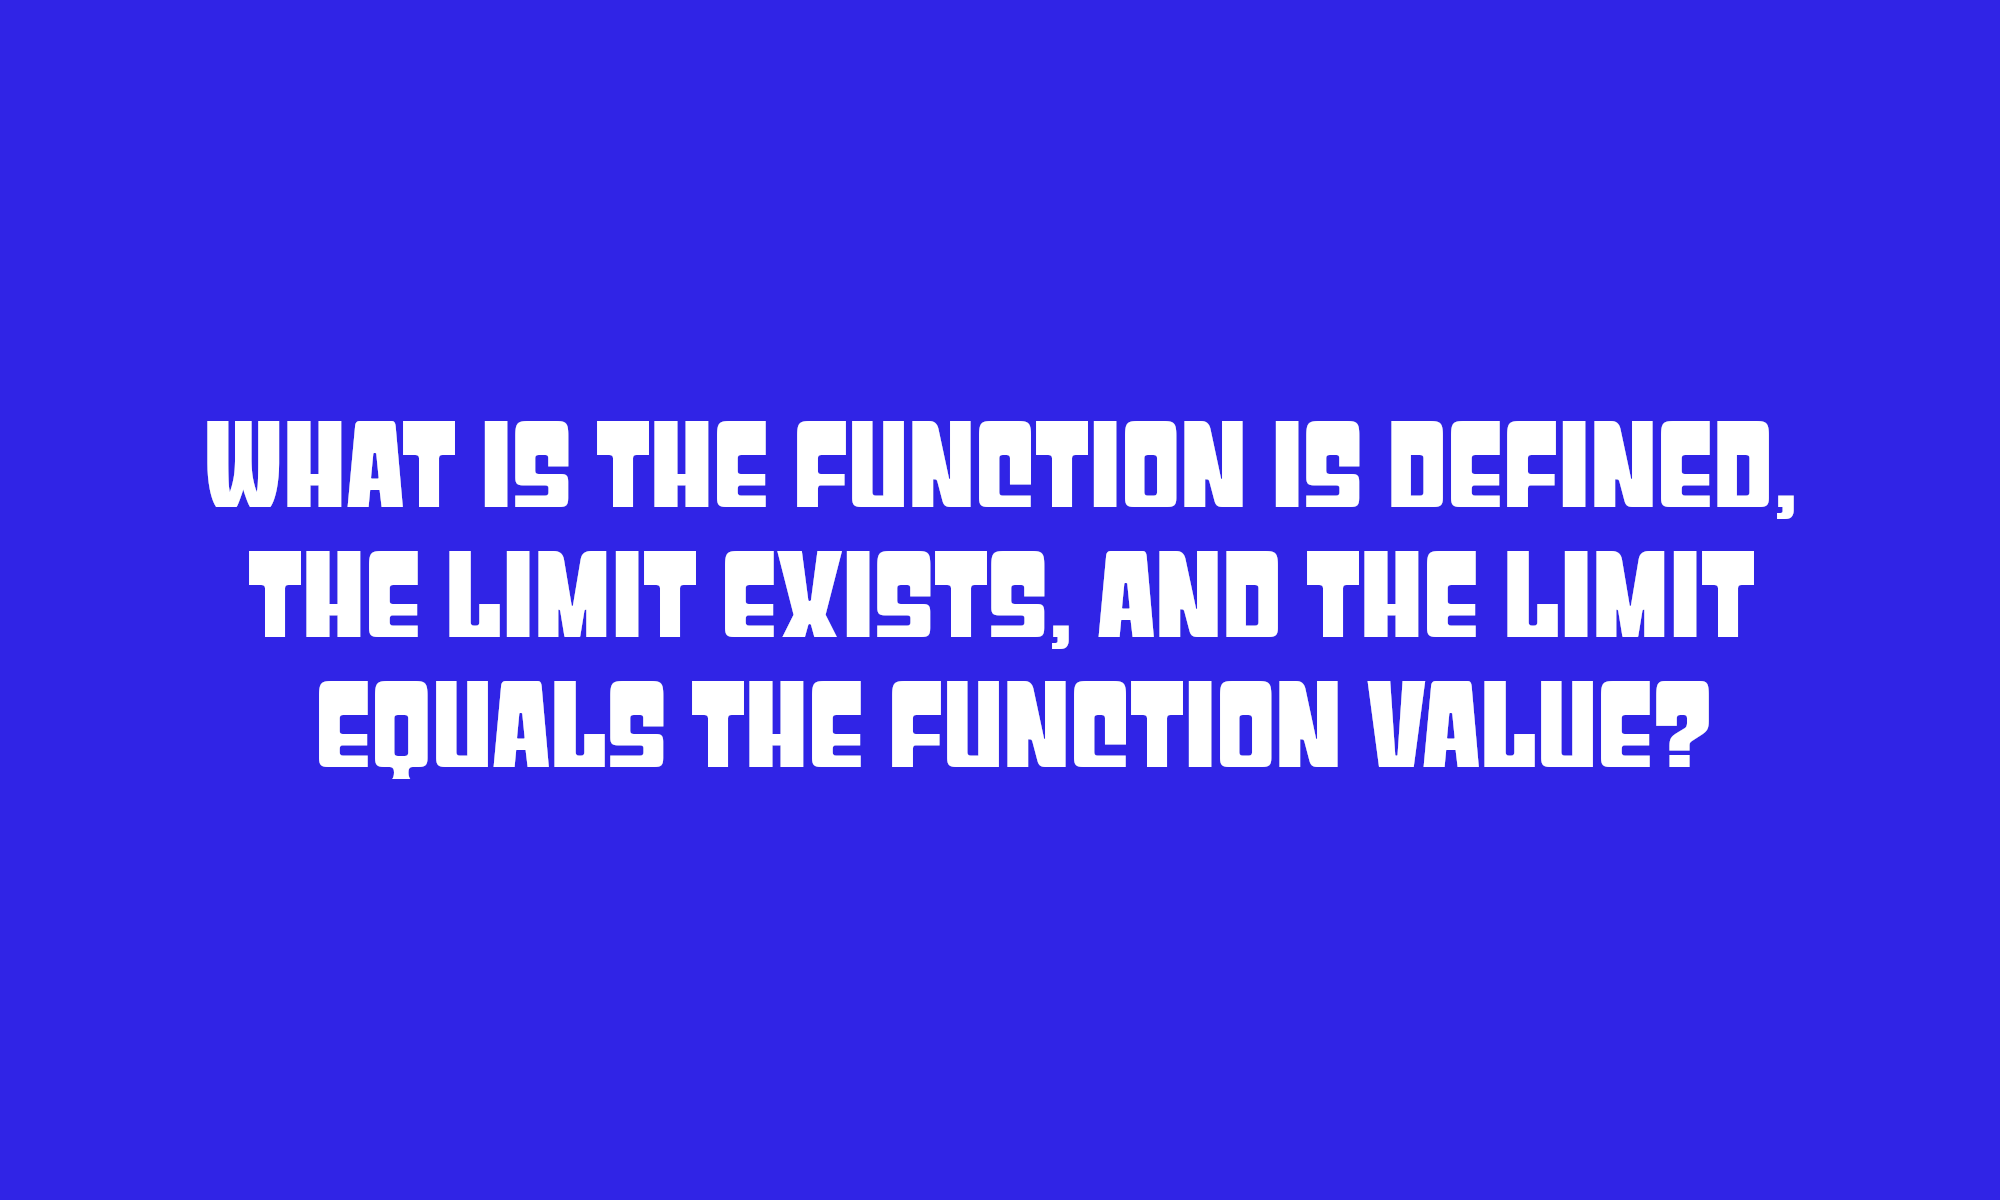 WHAT IS THE FUNCTION IS DEFINED,
THE LIMIT EXISTS, AND THE LIMIT
EQUALS THE FUNCTION VALUE?